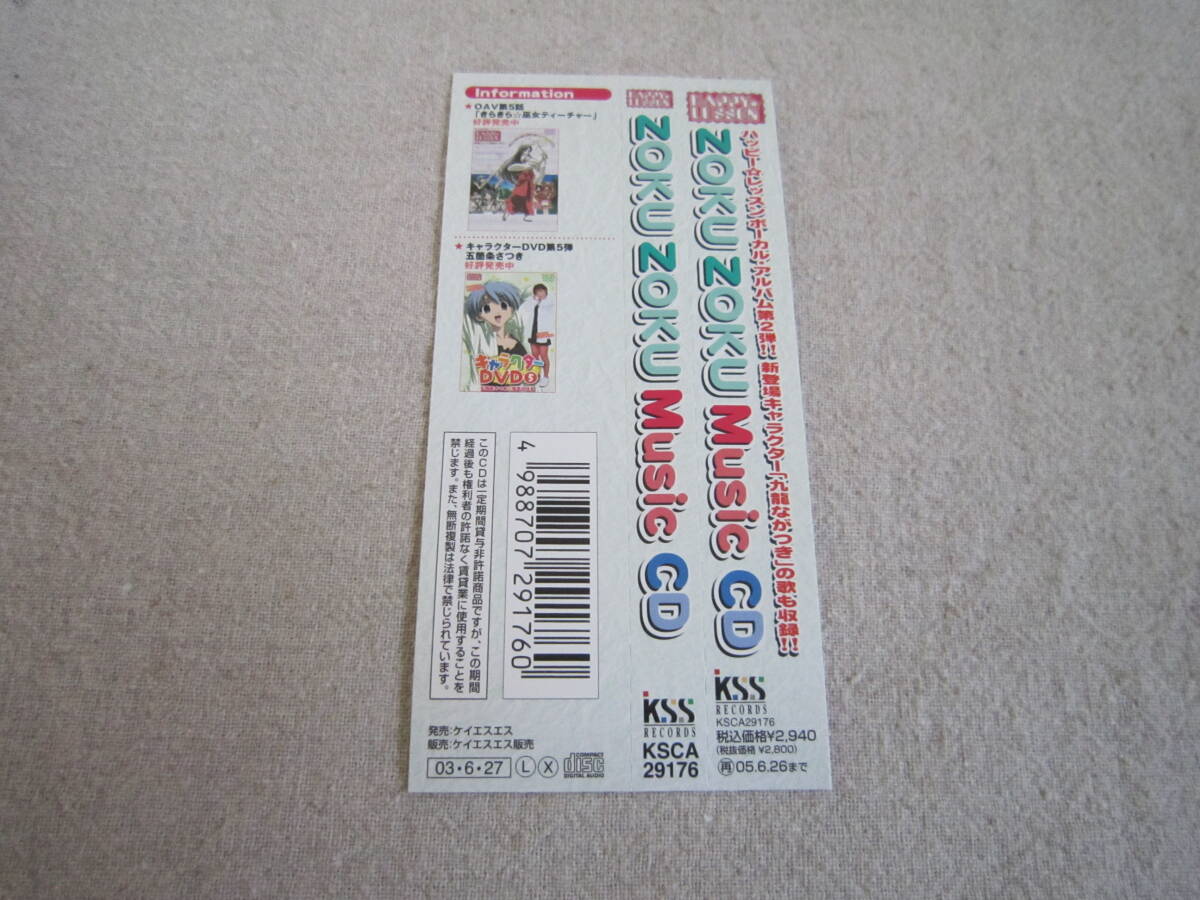 Information
★OAV第5話
「きらきら☆巫女ティーチャー」
好評発売中
★キャラクターDVD第5弾
五箇条さつき
好評発売中
キャラクター
DVD5
このCDは一定期間貸与非許諾商品ですが、この期間
経過後も権利者の許諾なく賃貸業に使用することを
禁じます。また、無断複製は法律で禁じられています。
4988707291760
発売:ケイエスエス
販売:ケイエスエス販売
03・6・27
L
X
COMPACT
disc
DIGITAL AUDIO
HAPPY☆
LESSON
ZOKU ZOKU Music CD
KSS
RECORDS
KSCA
29176
HAPPY☆
LESSON
ZOKU ZOKU Music CD
ハッピー☆レッスンボーカル・アルバム第2弾!! 新登場キャラクター「九龍ながつき」の歌も収録!!
KSS
RECORDS
KSCA29176
税込価格¥2,940
(税抜価格 ¥2,800)
再05.6.26まで